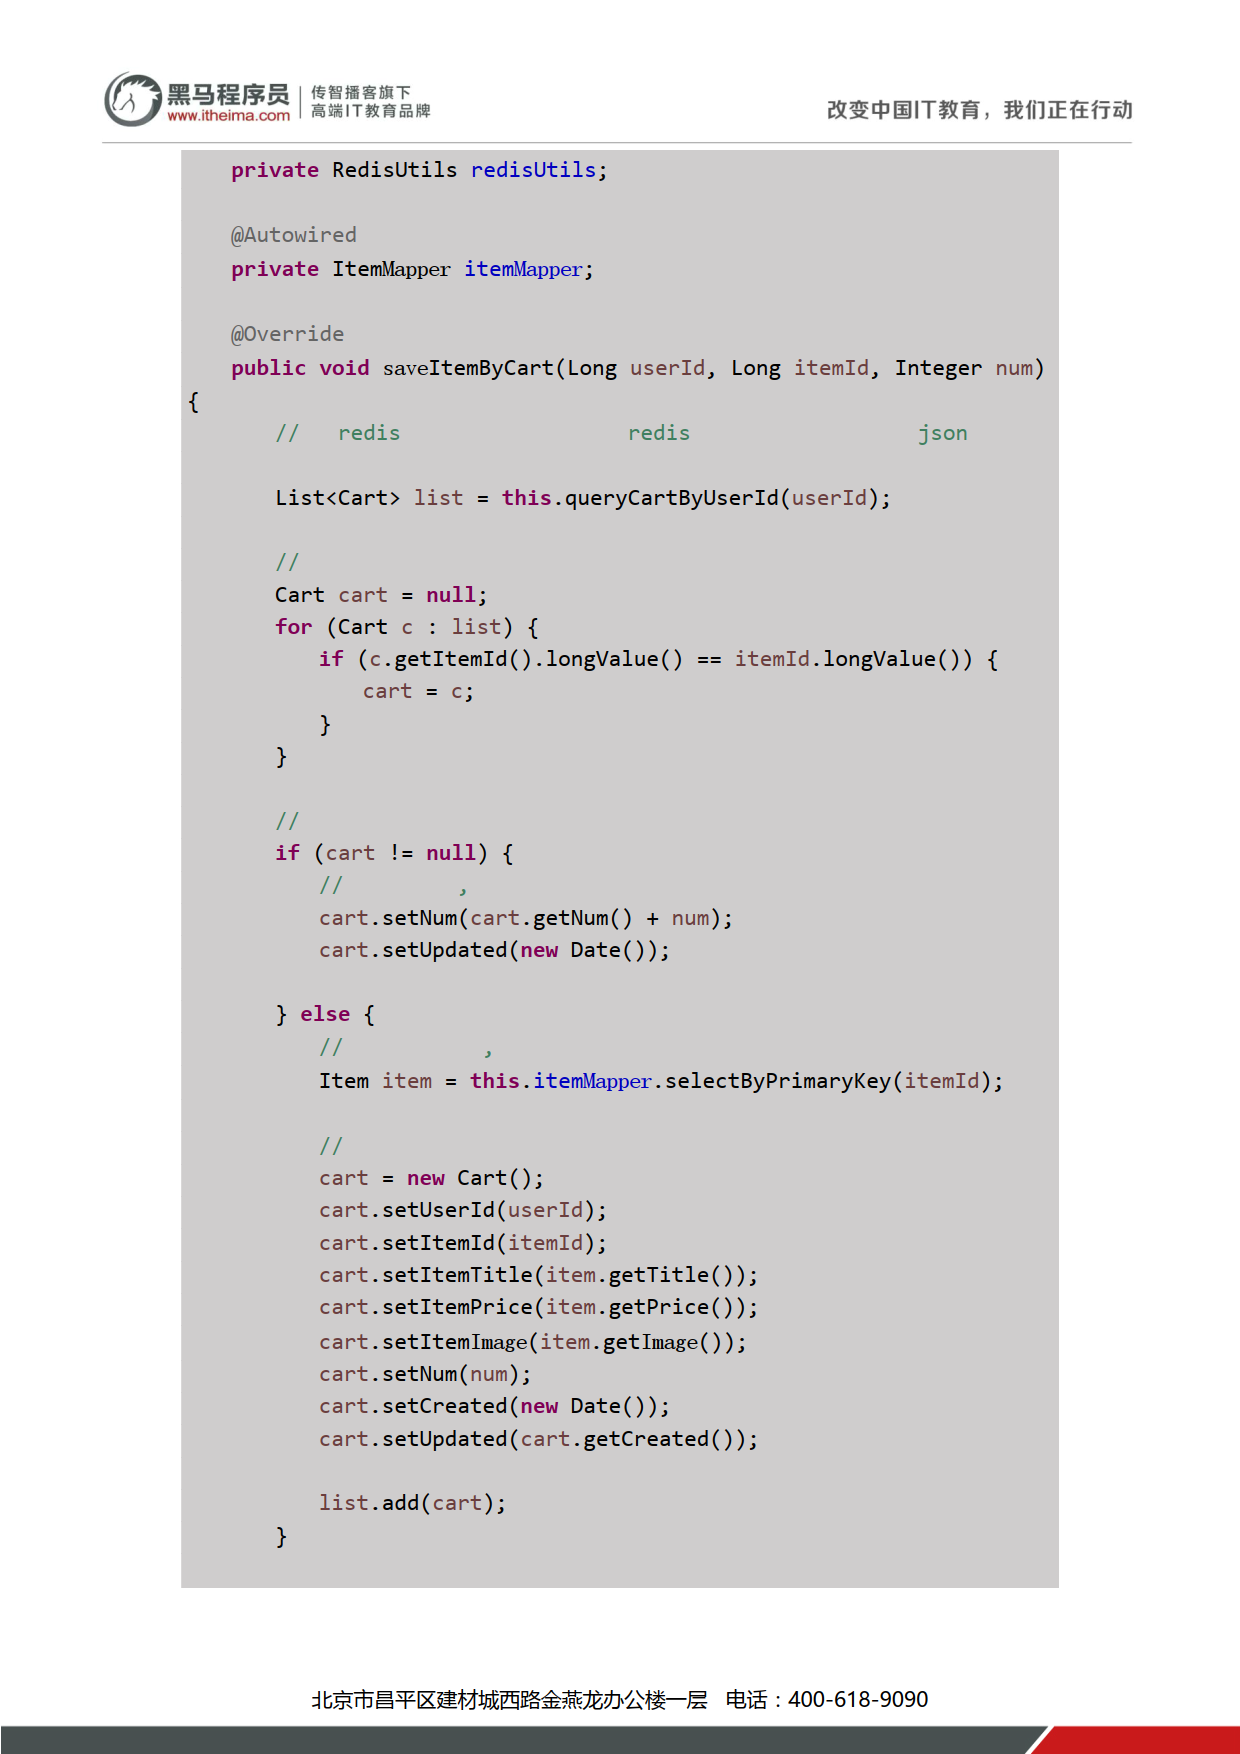 黑马程序员
www.itheima.com
传智播客旗下
高端IT教育品牌
改变中国IT教育，我们正在行动
private RedisUtils redisUtils;
@Autowired
private ItemMapper itemMapper;
@Override
public void saveItemByCart(Long userId, Long itemId, Integer num)
{
// redis redis json
List<Cart> list = this.queryCartByUserId(userId);
//
Cart cart = null;
for (Cart c : list) {
if (c.getItemId().longValue() == itemId.longValue()) {
cart = c;
}
}
//
if (cart != null) {
// ,
cart.setNum(cart.getNum() + num);
cart.setUpdated(new Date());
} else {
// ,
Item item = this.itemMapper.selectByPrimaryKey(itemId);
//
cart = new Cart();
cart.setUserId(userId);
cart.setItemId(itemId);
cart.setItemTitle(item.getTitle());
cart.setItemPrice(item.getPrice());
cart.setItemImage(item.getImage());
cart.setNum(num);
cart.setCreated(new Date());
cart.setUpdated(cart.getCreated());
list.add(cart);
}
北京市昌平区建材城西路金燕龙办公楼一层 电话：400-618-9090